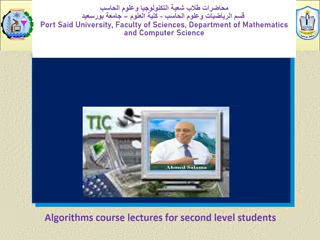 محاضرات طلاب شعبة التكنولوجيا وعلوم الحاسب
قسم الرياضيات وعلوم الحاسب - كلية العلوم – جامعة بورسعيد
Port Said University, Faculty of Sciences, Department of Mathematics
and Computer Science
TIC
Ahmed Salama
Algorithms course lectures for second level students